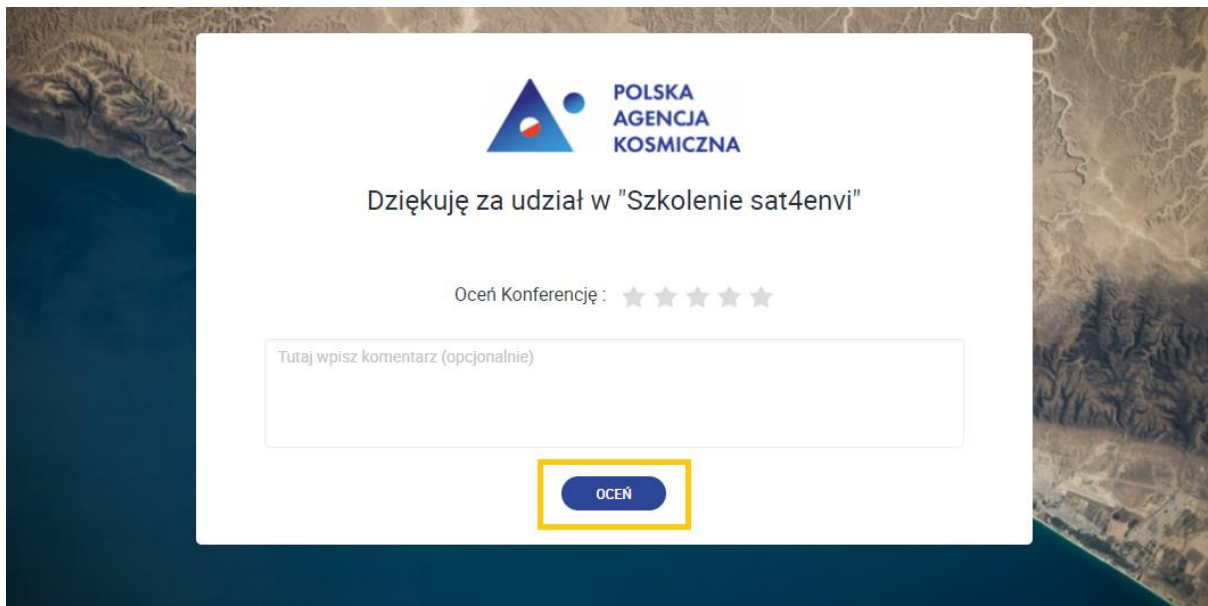 POLSKA
AGENCJA
KOSMICZNA
Dziękuję za udział w "Szkolenie sat4envi"
Oceń Konferencję :
Tutaj wpisz komentarz (opcjonalnie)
OCEŃ